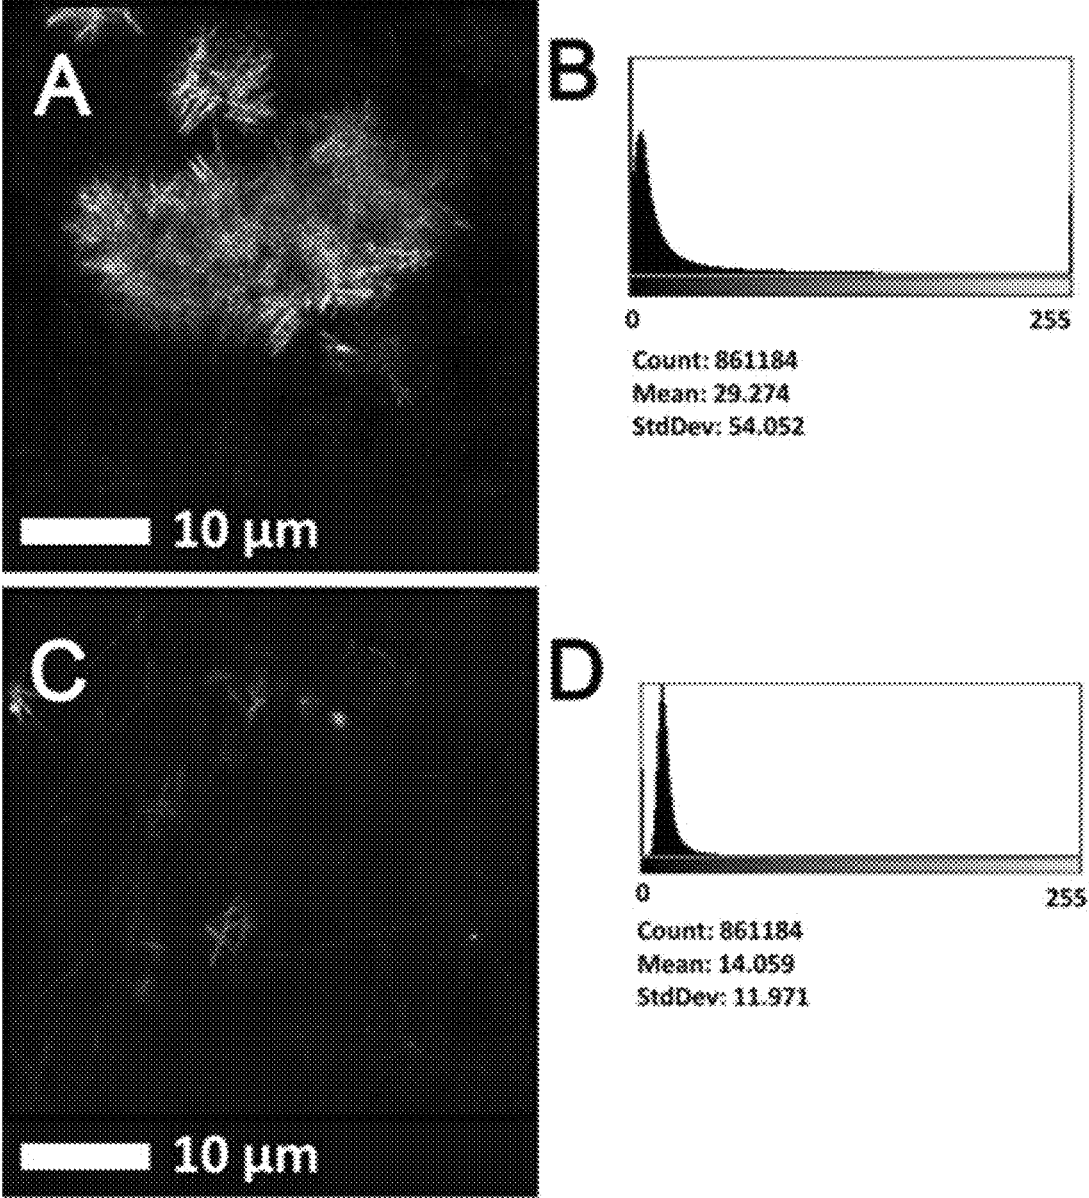 A
10 μm
B
0 255
Count: 861184
Mean: 29.274
StdDev: 54.052
C
10 μm
D
0 255
Count: 861184
Mean: 14.059
StdDev: 11.971